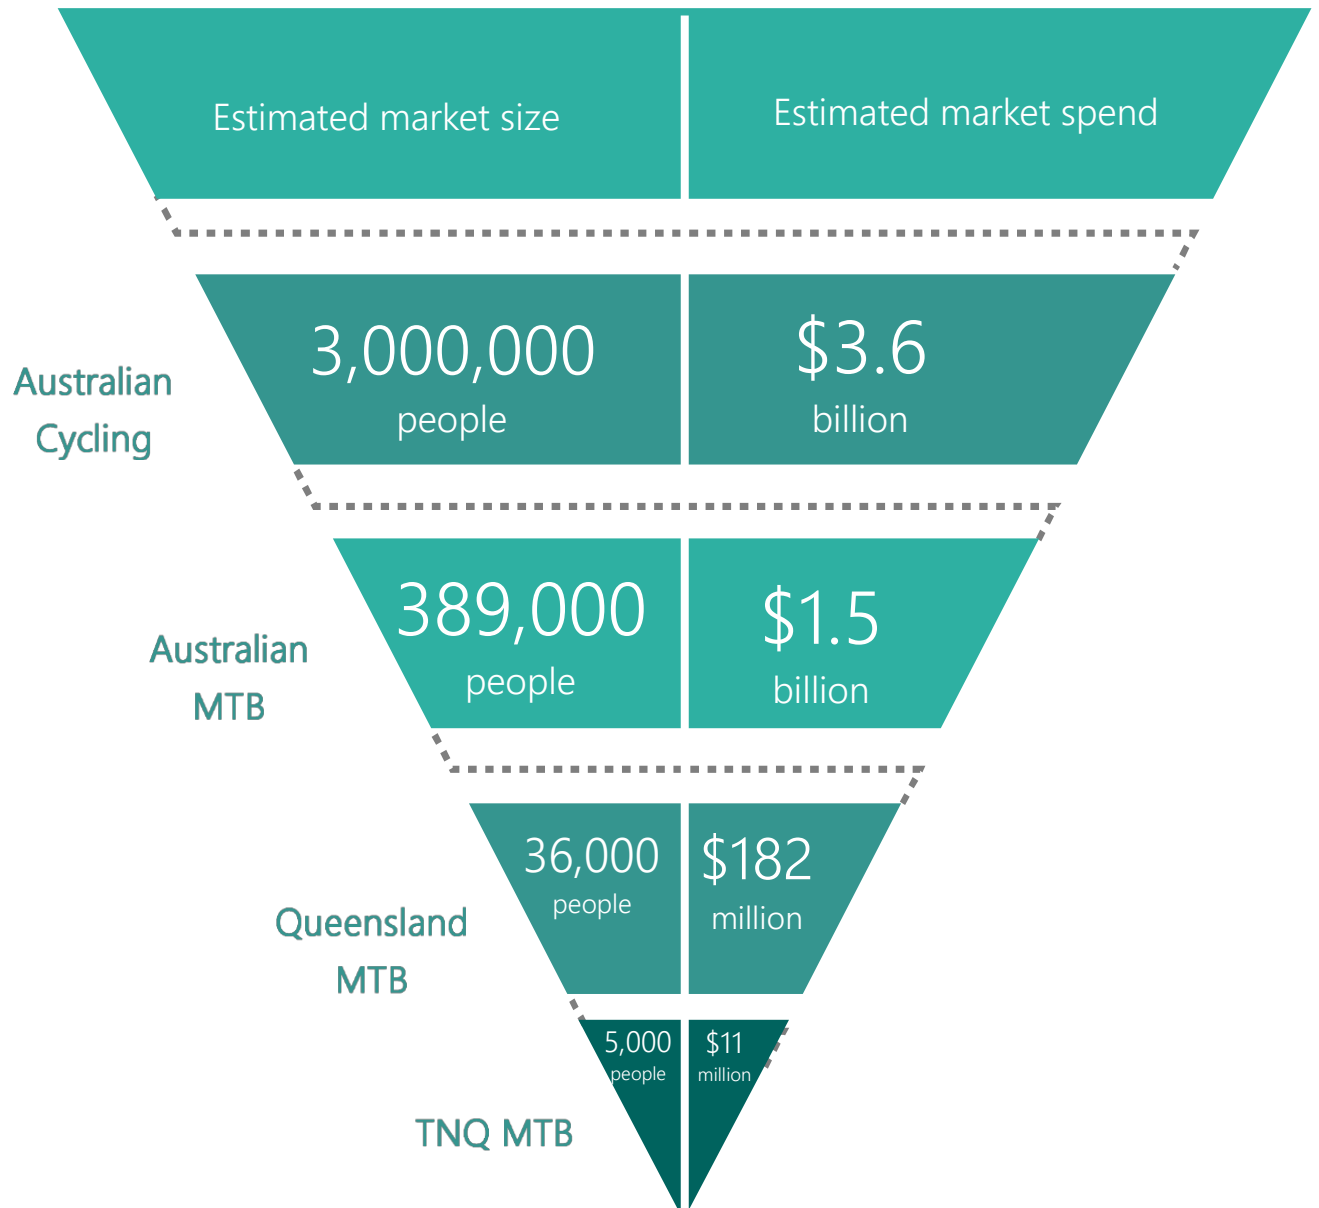 Estimated market size
Estimated market spend
Australian
Cycling
3,000,000
people
$3.6
billion
Australian
MTB
389,000
people
$1.5
billion
Queensland
MTB
36,000
people
$182
million
TNQ MTB
5,000
people
$11
million